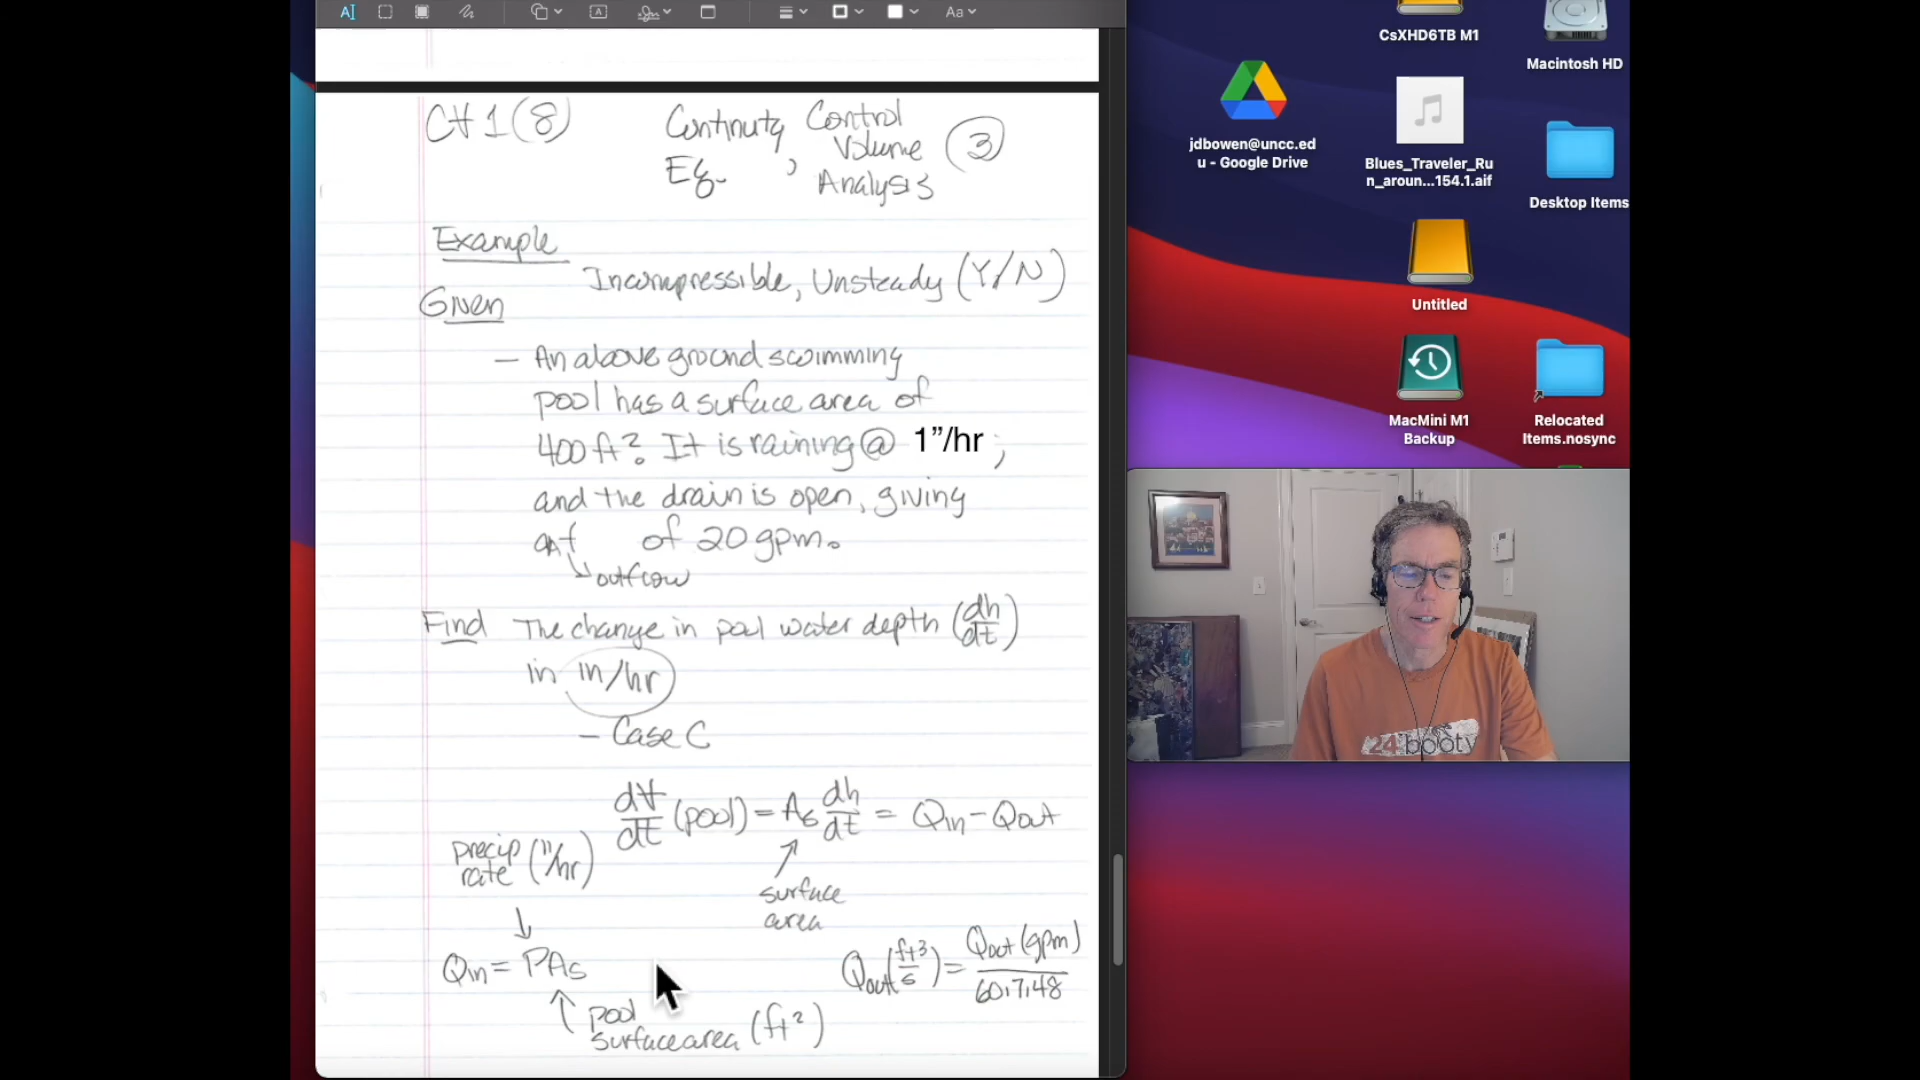 Aa
CH 1 (8)
Continuity Eq. , Control Volume Analysis
3
Example
Incompressible, Unsteady (Y/N)
Given
- An above ground swimming
pool has a surface area of
400 ft². It is raining @ 1”/hr ;
and the drain is open, giving
of 20 gpm.
outflow
Find The change in pool water depth (dh/dt)
in in/hr
- Case C
dV/dt (pool) = As dh/dt = Qin - Qout
precip rate ("/hr)
surface
area
Qin = PAs
Qout (ft3/s) = Qout (gpm) / 60·7.48
pool
surface area (ft²)
CsXHD6TB M1
Macintosh HD
jdbowen@uncc.ed
u - Google Drive
Blues_Traveler_Ru
n_aroun...154.1.aif
Desktop Items
Untitled
MacMini M1
Backup
Relocated
Items.nosync
24 booty